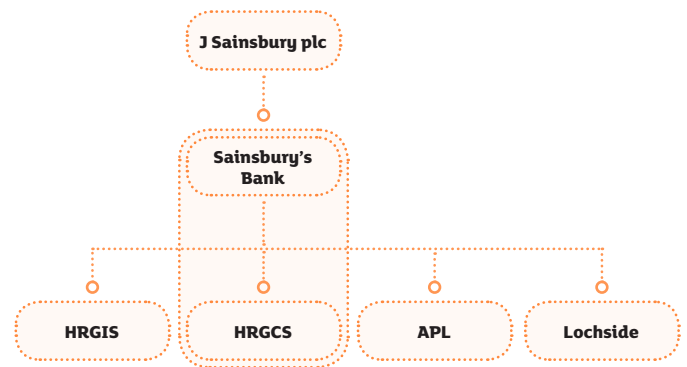 J Sainsbury plc
Sainsbury's
Bank
HRGIS
HRGCS
APL
Lochside